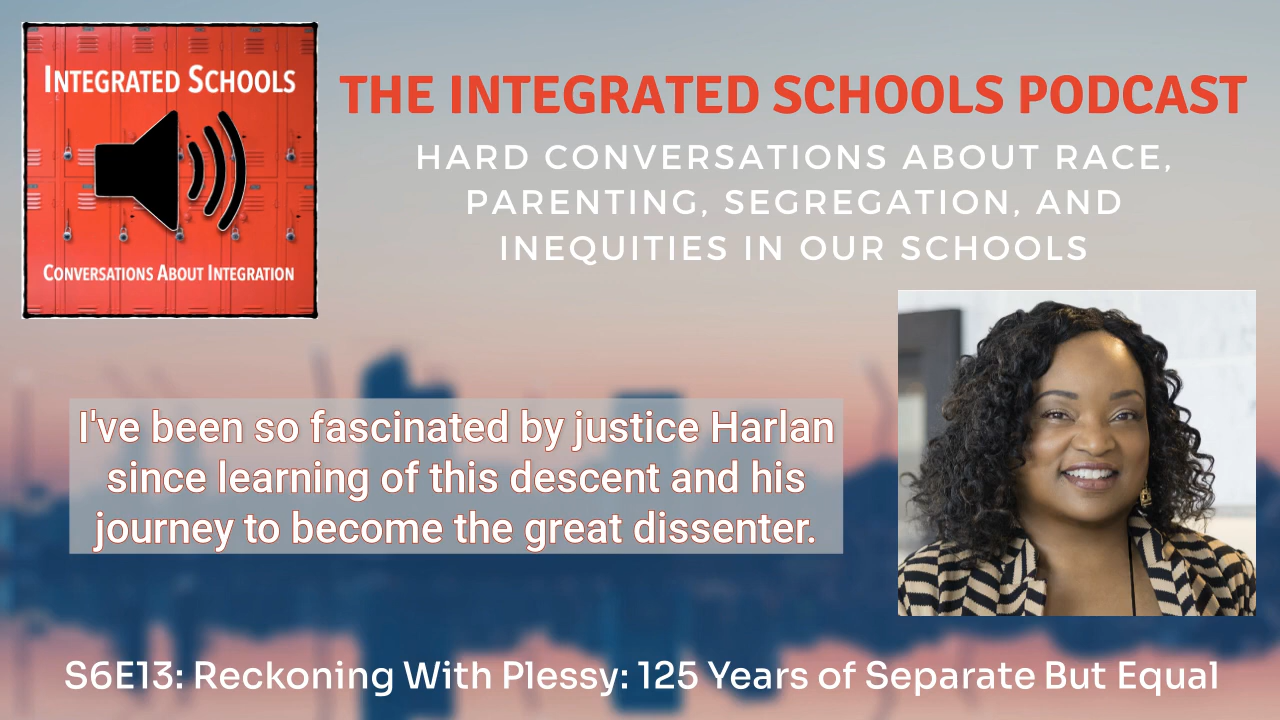 INTEGRATED SCHOOLS
CONVERSATIONS ABOUT INTEGRATION
THE INTEGRATED SCHOOLS PODCAST
HARD CONVERSATIONS ABOUT RACE,
PARENTING, SEGREGATION, AND
INEQUITIES IN OUR SCHOOLS
I've been so fascinated by justice Harlan
since learning of this descent and his
journey to become the great dissenter.
S6E13: Reckoning With Plessy: 125 Years of Separate But Equal